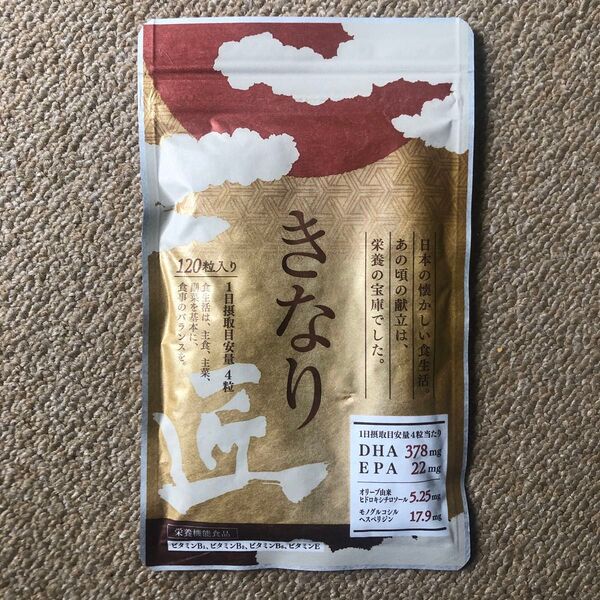 きなり
日本の懐かしい食生活。
あの頃の献立は、
栄養の宝庫でした。
120粒入り
1日摂取目安量 4粒
食生活は、主食、主菜、
副菜を基本に、
食事のバランスを。
匠
1日摂取目安量4粒当たり
DHA 378mg
EPA 22mg
オリーブ由来
ヒドロキシチロソール 5.25mg
モノグルコシル
ヘスペリジン 17.9mg
栄養機能食品
ビタミンB₁、ビタミンB₂、ビタミンB₆、ビタミンE